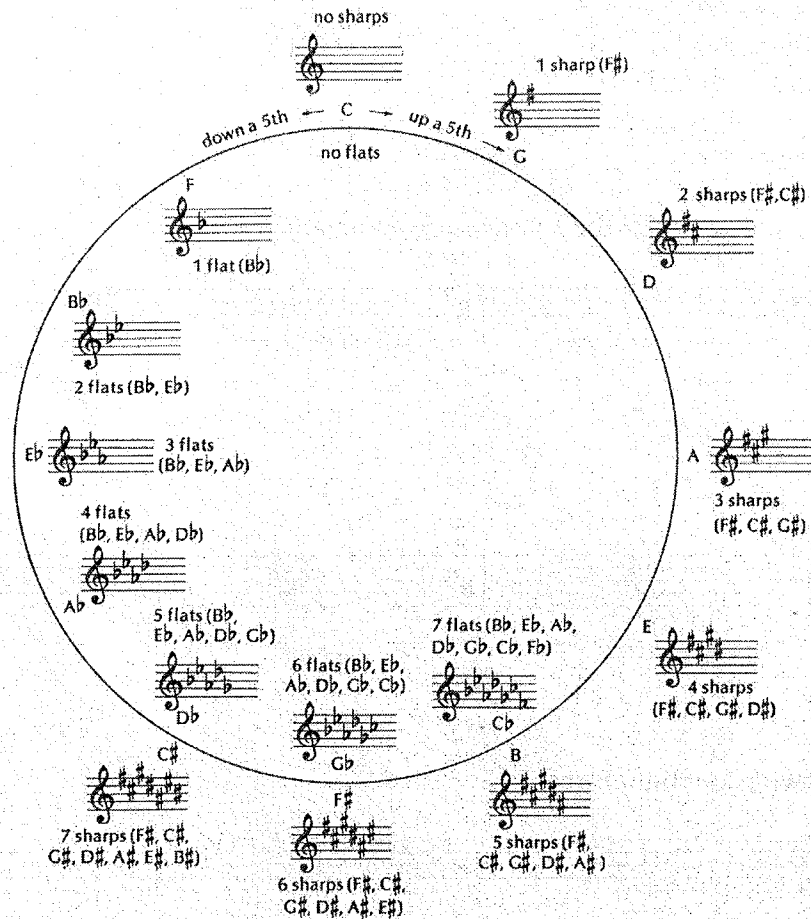 no sharps
1 sharp (F♯)
down a 5th ← C → up a 5th → G
no flats
F
1 flat (B♭)
2 sharps (F♯,C♯)
D
B♭
2 flats (B♭, E♭)
E♭
3 flats
(B♭, E♭, A♭)
A
3 sharps
(F♯, C♯, G♯)
4 flats
(B♭, E♭, A♭, D♭)
A♭
E
4 sharps
(F♯, C♯, G♯, D♯)
5 flats (B♭,
E♭, A♭, D♭, G♭)
D♭
6 flats (B♭, E♭,
A♭, D♭, G♭, C♭)
G♭
7 flats (B♭, E♭, A♭,
D♭, G♭, C♭, F♭)
C♭
C♯
7 sharps (F♯, C♯,
G♯, D♯, A♯, E♯, B♯)
F♯
6 sharps (F♯, C♯,
G♯, D♯, A♯, E♯)
B
5 sharps (F♯,
C♯, G♯, D♯, A♯)